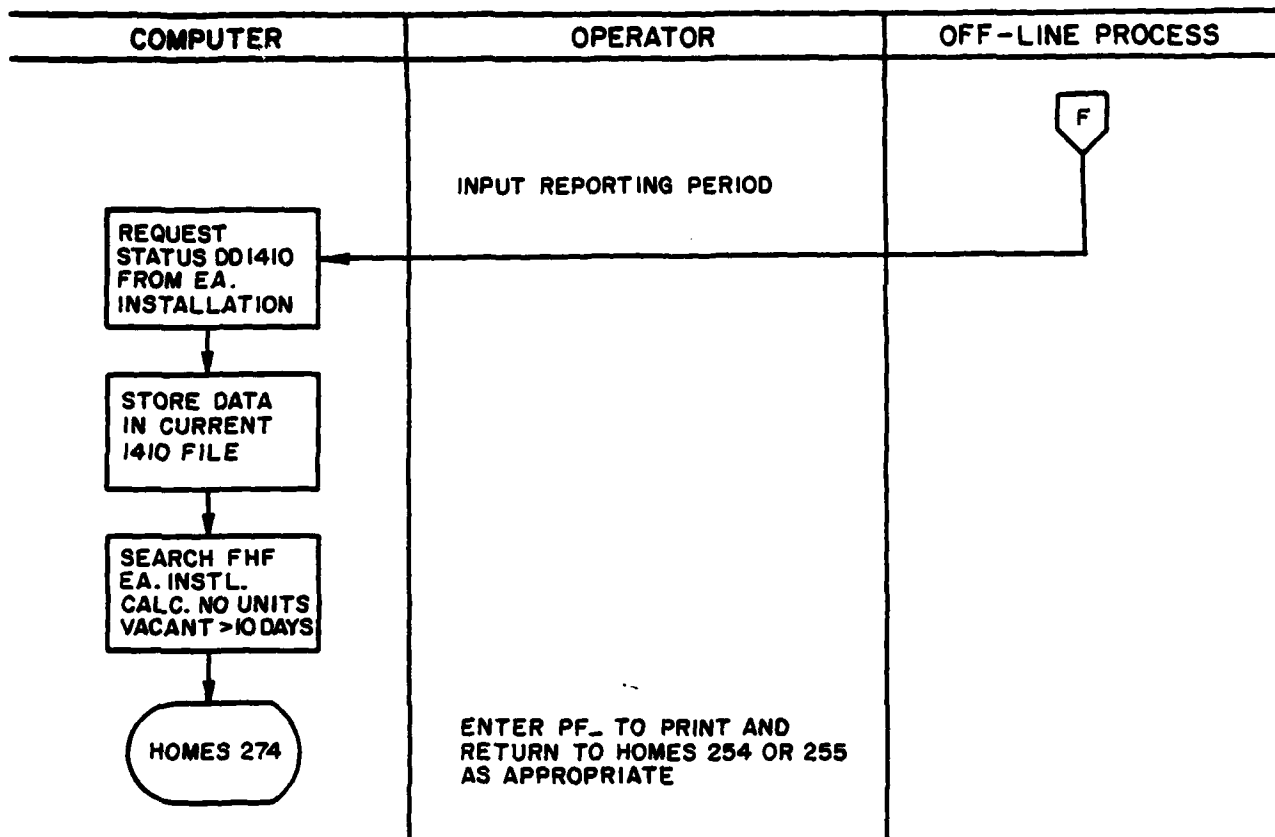 COMPUTER
OPERATOR
OFF-LINE PROCESS
F
INPUT REPORTING PERIOD
REQUEST
STATUS DD1410
FROM EA.
INSTALLATION
STORE DATA
IN CURRENT
1410 FILE
SEARCH FHF
EA. INSTL.
CALC. NO UNITS
VACANT >10 DAYS
HOMES 274
ENTER PF_ TO PRINT AND
RETURN TO HOMES 254 OR 255
AS APPROPRIATE